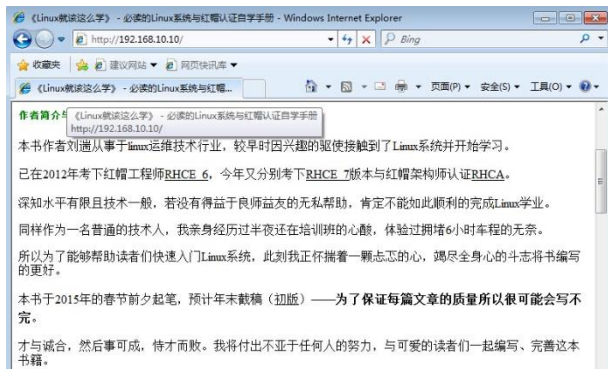 《Linux就该这么学》 - 必读的Linux系统与红帽认证自学手册 - Windows Internet Explorer
http://192.168.10.10/
Bing
收藏夹 建议网站 网页快讯库
《Linux就该这么学》 - 必读的Linux系统与红帽...
页面(P) 安全(S) 工具(O)
作者简介
《Linux就该这么学》 - 必读的Linux系统与红帽认证自学手册
http://192.168.10.10/
本书作者刘遄从事于linux运维技术行业，较早时因兴趣的驱使接触到了Linux系统并开始学习。
已在2012年考下红帽工程师RHCE 6，今年又分别考下RHCE 7版本与红帽架构师认证RHCA。
深知水平有限且技术一般，若没有得益于良师益友的无私帮助，肯定不能如此顺利的完成Linux学业。
同样作为一名普通的技术人，我亲身经历过半夜还在培训班的心酸，体验过拥堵6小时车程的无奈。
所以为了能够帮助读者们快速入门Linux系统，此刻我正怀揣着一颗忐忑的心，竭尽全身心的斗志将书编写
的更好。
本书于2015年的春节前夕起笔，预计年末截稿（初版）——为了保证每篇文章的质量所以很可能会写不
完。
才与诚合，然后事可成，恃才而败。我将付出不亚于任何人的努力，与可爱的读者们一起编写、完善这本
书籍。